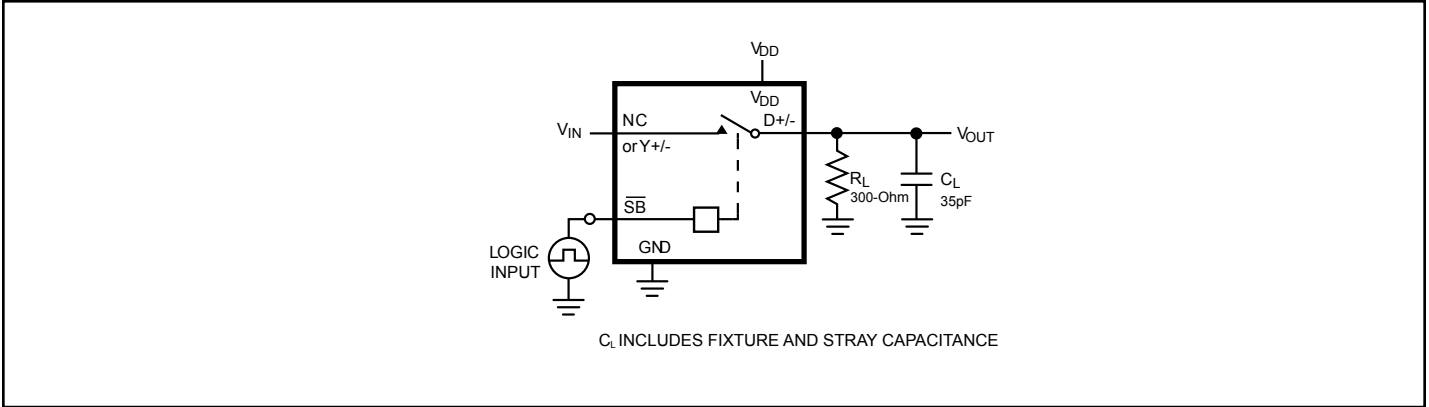 VDD
VDD
VIN
NC
D+/-
VOUT
or Y+/-
RL
300-Ohm
CL
35pF
SB
LOGIC
INPUT
GND
CL INCLUDES FIXTURE AND STRAY CAPACITANCE